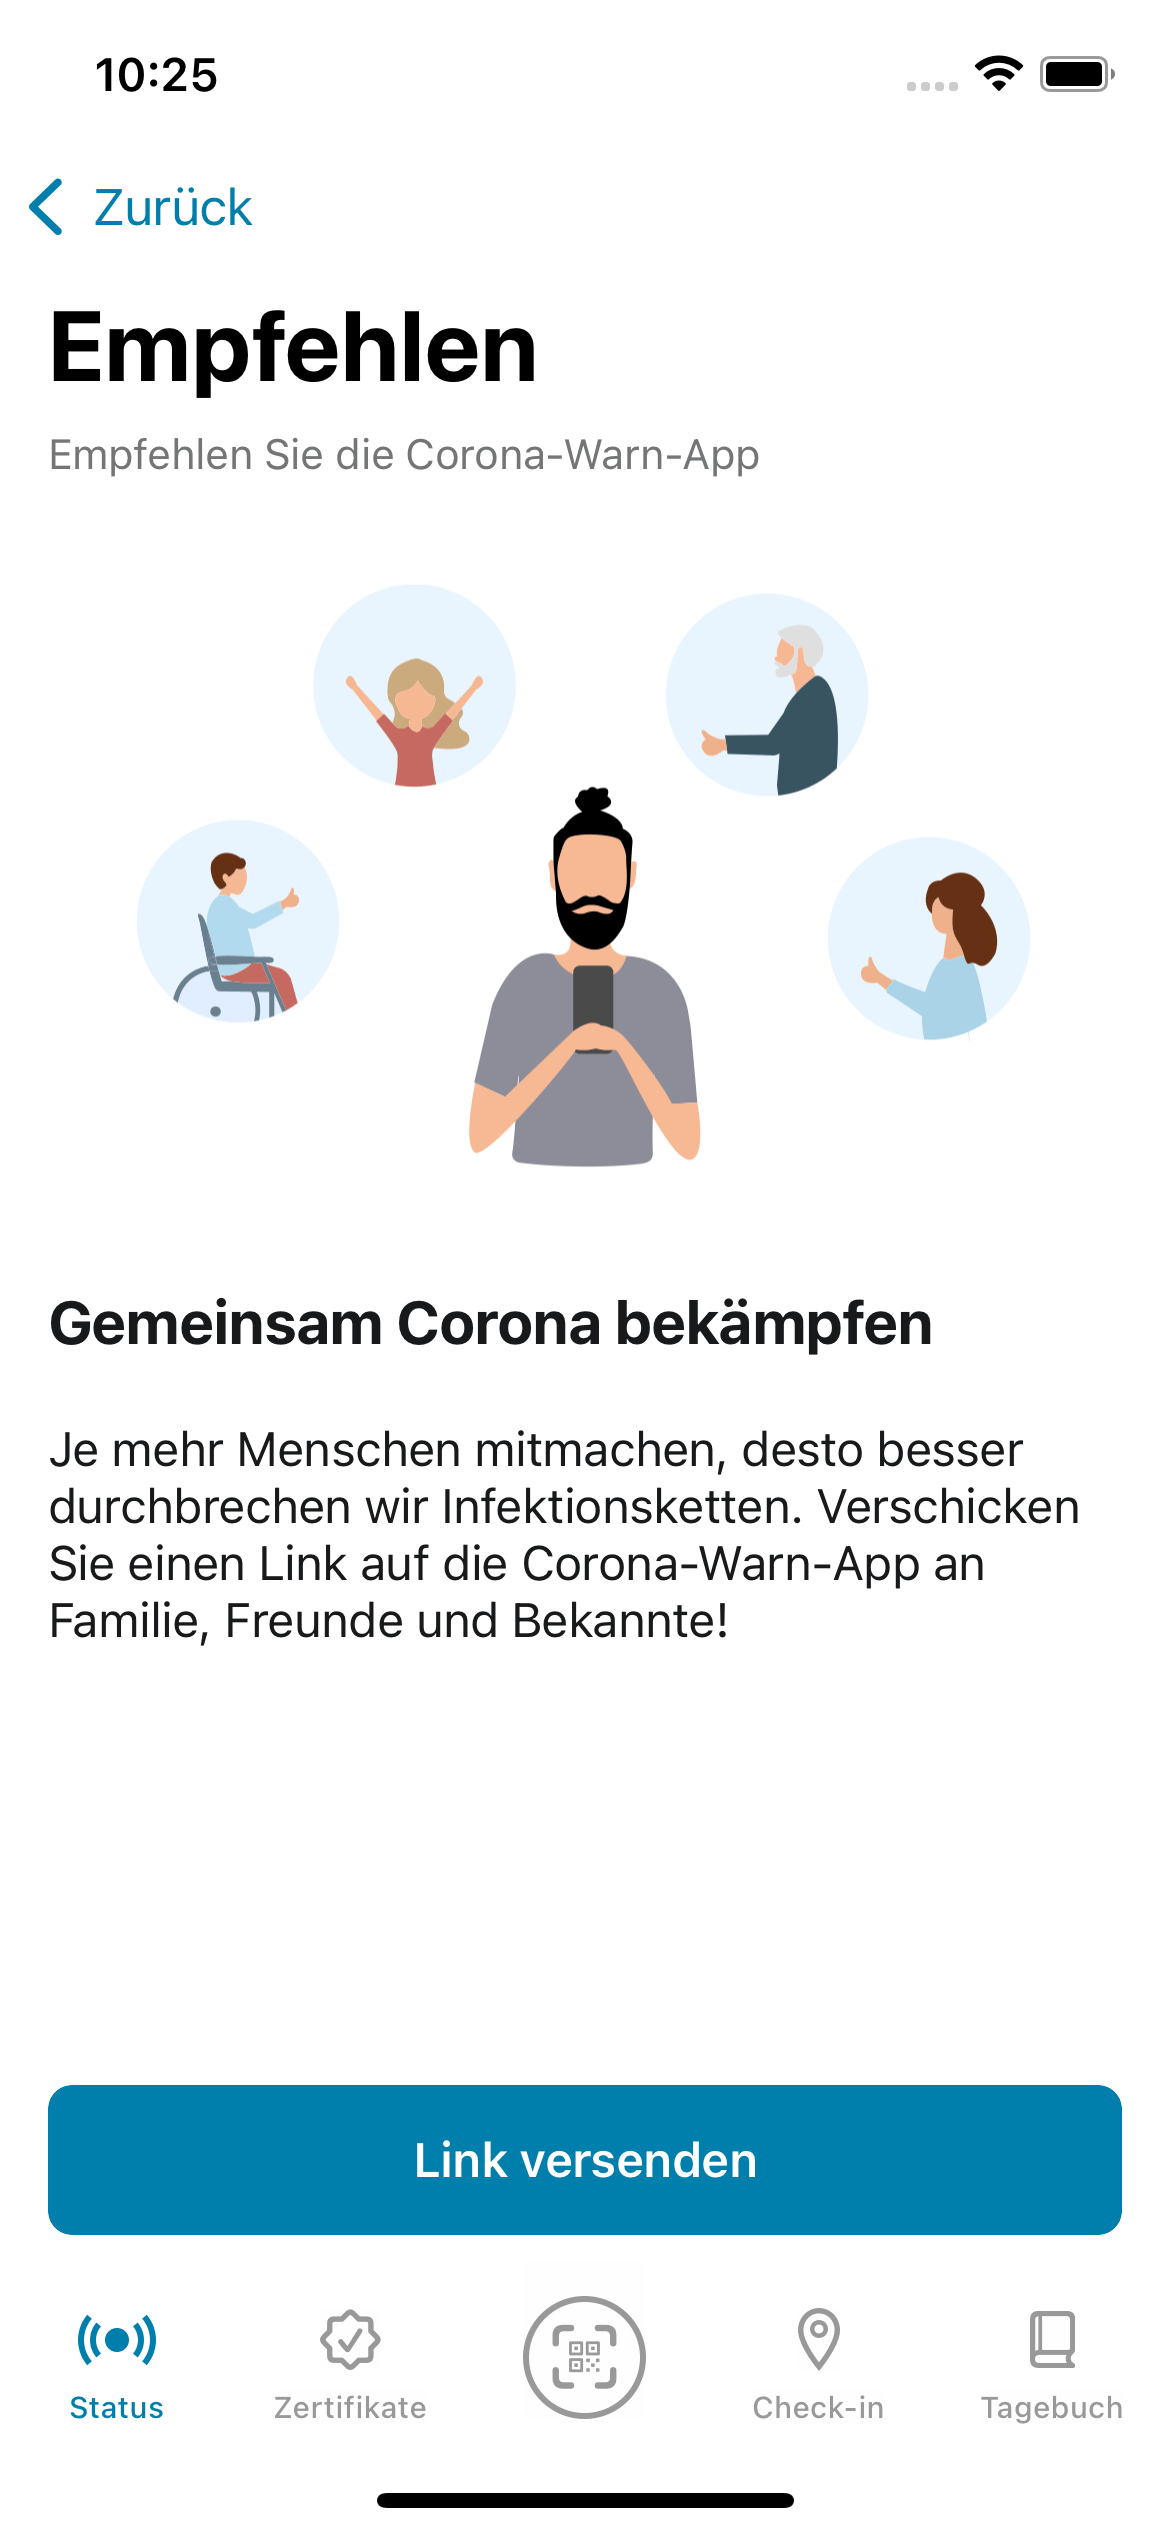 10:25
Zurück
Empfehlen
Empfehlen Sie die Corona-Warn-App
Gemeinsam Corona bekämpfen
Je mehr Menschen mitmachen, desto besser
durchbrechen wir Infektionsketten. Verschicken
Sie einen Link auf die Corona-Warn-App an
Familie, Freunde und Bekannte!
Link versenden
Status
Zertifikate
Check-in
Tagebuch